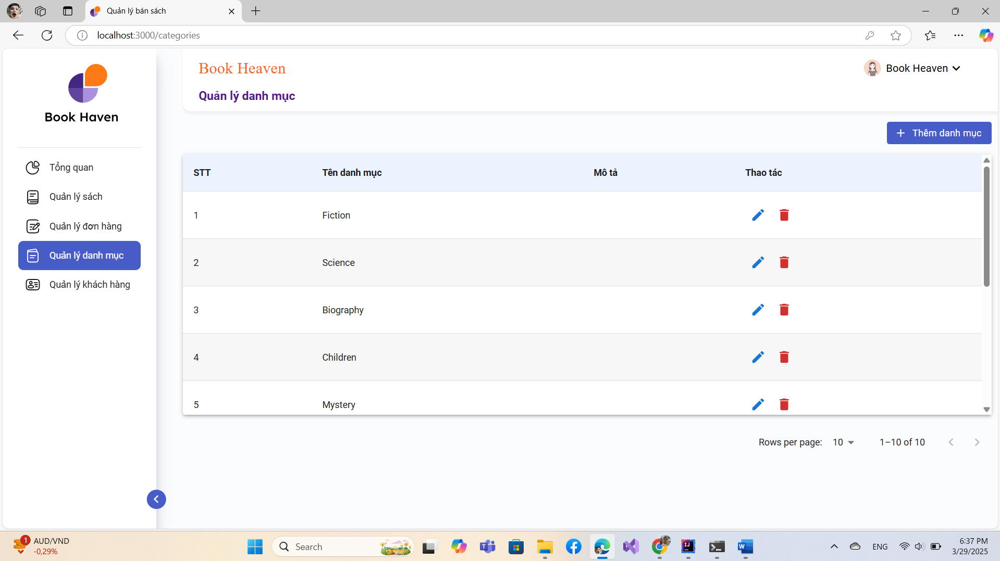 Quản lý bán sách
localhost:3000/categories
Book Haven
Tổng quan
Quản lý sách
Quản lý đơn hàng
Quản lý danh mục
Quản lý khách hàng
Book Heaven
Book Heaven
Quản lý danh mục
Thêm danh mục
STT Tên danh mục Mô tả Thao tác
1 Fiction
2 Science
3 Biography
4 Children
5 Mystery
Rows per page: 10 1–10 of 10
1
AUD/VND
-0,29%
Search
ENG
6:37 PM
3/29/2025